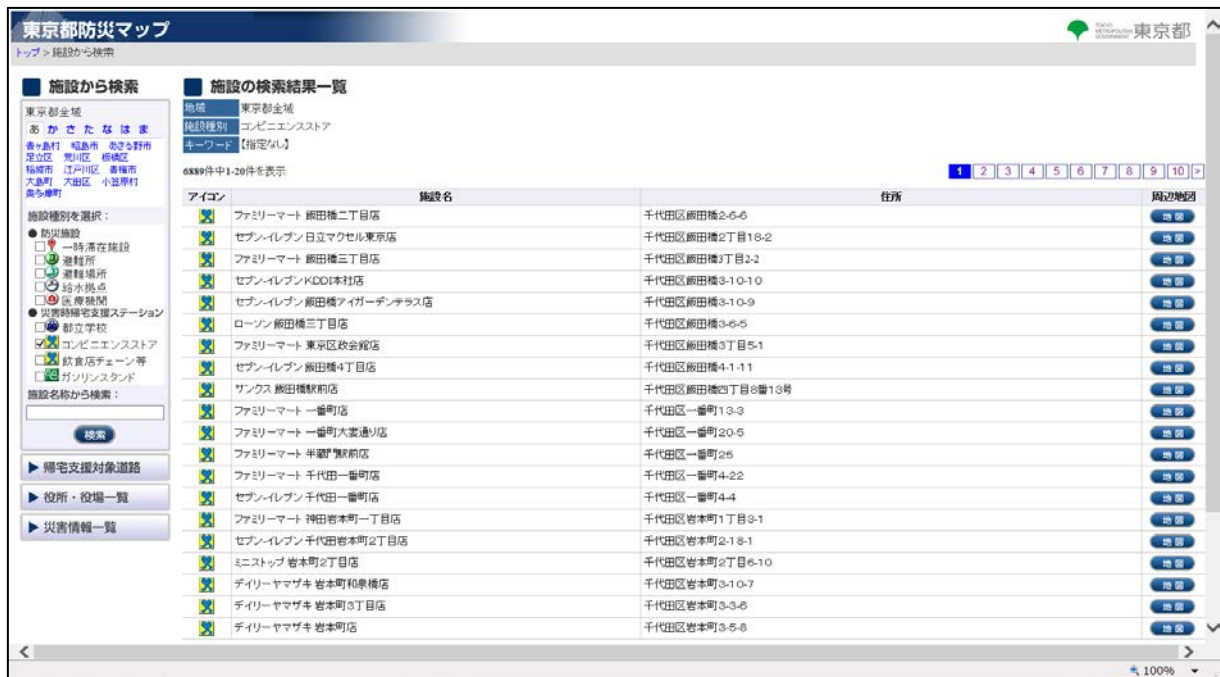 東京都防災マップ
TOKYO METROPOLITAN GOVERNMENT 東京都
トップ > 施設から検索
施設から検索
東京都全域
あ か さ た な は ま
青ヶ島村 昭島市 あきる野市
足立区 荒川区 板橋区
稲城市 江戸川区 青梅市
大島町 大田区 小笠原村
奥多摩町
施設種別を選択：
● 防災施設
一時滞在施設
避難所
避難場所
給水拠点
医療機関
● 災害時帰宅支援ステーション
都立学校
コンビニエンスストア
飲食店チェーン等
ガソリンスタンド
施設名称から検索：
検索
▶ 帰宅支援対象道路
▶ 役所・役場一覧
▶ 災害情報一覧
施設の検索結果一覧
地域 東京都全域
施設種別 コンビニエンスストア
キーワード 【指定なし】
6889件中1-20件を表示
1 2 3 4 5 6 7 8 9 10 >
アイコン 施設名 住所 周辺地図
ファミリーマート 飯田橋二丁目店 千代田区飯田橋2-6-6 地図
セブン-イレブン 日立マクセル東京店 千代田区飯田橋2丁目18-2 地図
ファミリーマート 飯田橋三丁目店 千代田区飯田橋3丁目2-2 地図
セブン-イレブンKDDI本社店 千代田区飯田橋3-10-10 地図
セブン-イレブン 飯田橋アイガーデンテラス店 千代田区飯田橋3-10-9 地図
ローソン 飯田橋三丁目店 千代田区飯田橋3-6-5 地図
ファミリーマート 東京区政会館店 千代田区飯田橋3丁目5-1 地図
セブン-イレブン 飯田橋4丁目店 千代田区飯田橋4-1-11 地図
サンクス 飯田橋駅前店 千代田区飯田橋四丁目8番13号 地図
ファミリーマート 一番町店 千代田区一番町13-3 地図
ファミリーマート 一番町大妻通り店 千代田区一番町20-5 地図
ファミリーマート 半蔵門駅前店 千代田区一番町25 地図
ファミリーマート 千代田一番町店 千代田区一番町4-22 地図
セブン-イレブン 千代田一番町店 千代田区一番町4-4 地図
ファミリーマート 神田岩本町一丁目店 千代田区岩本町1丁目3-1 地図
セブン-イレブン 千代田岩本町2丁目店 千代田区岩本町2-18-1 地図
ミニストップ 岩本町2丁目店 千代田区岩本町2丁目6-10 地図
デイリーヤマザキ 岩本町和泉橋店 千代田区岩本町3-10-7 地図
デイリーヤマザキ 岩本町3丁目店 千代田区岩本町3-3-6 地図
デイリーヤマザキ 岩本町店 千代田区岩本町3-5-8 地図
100%